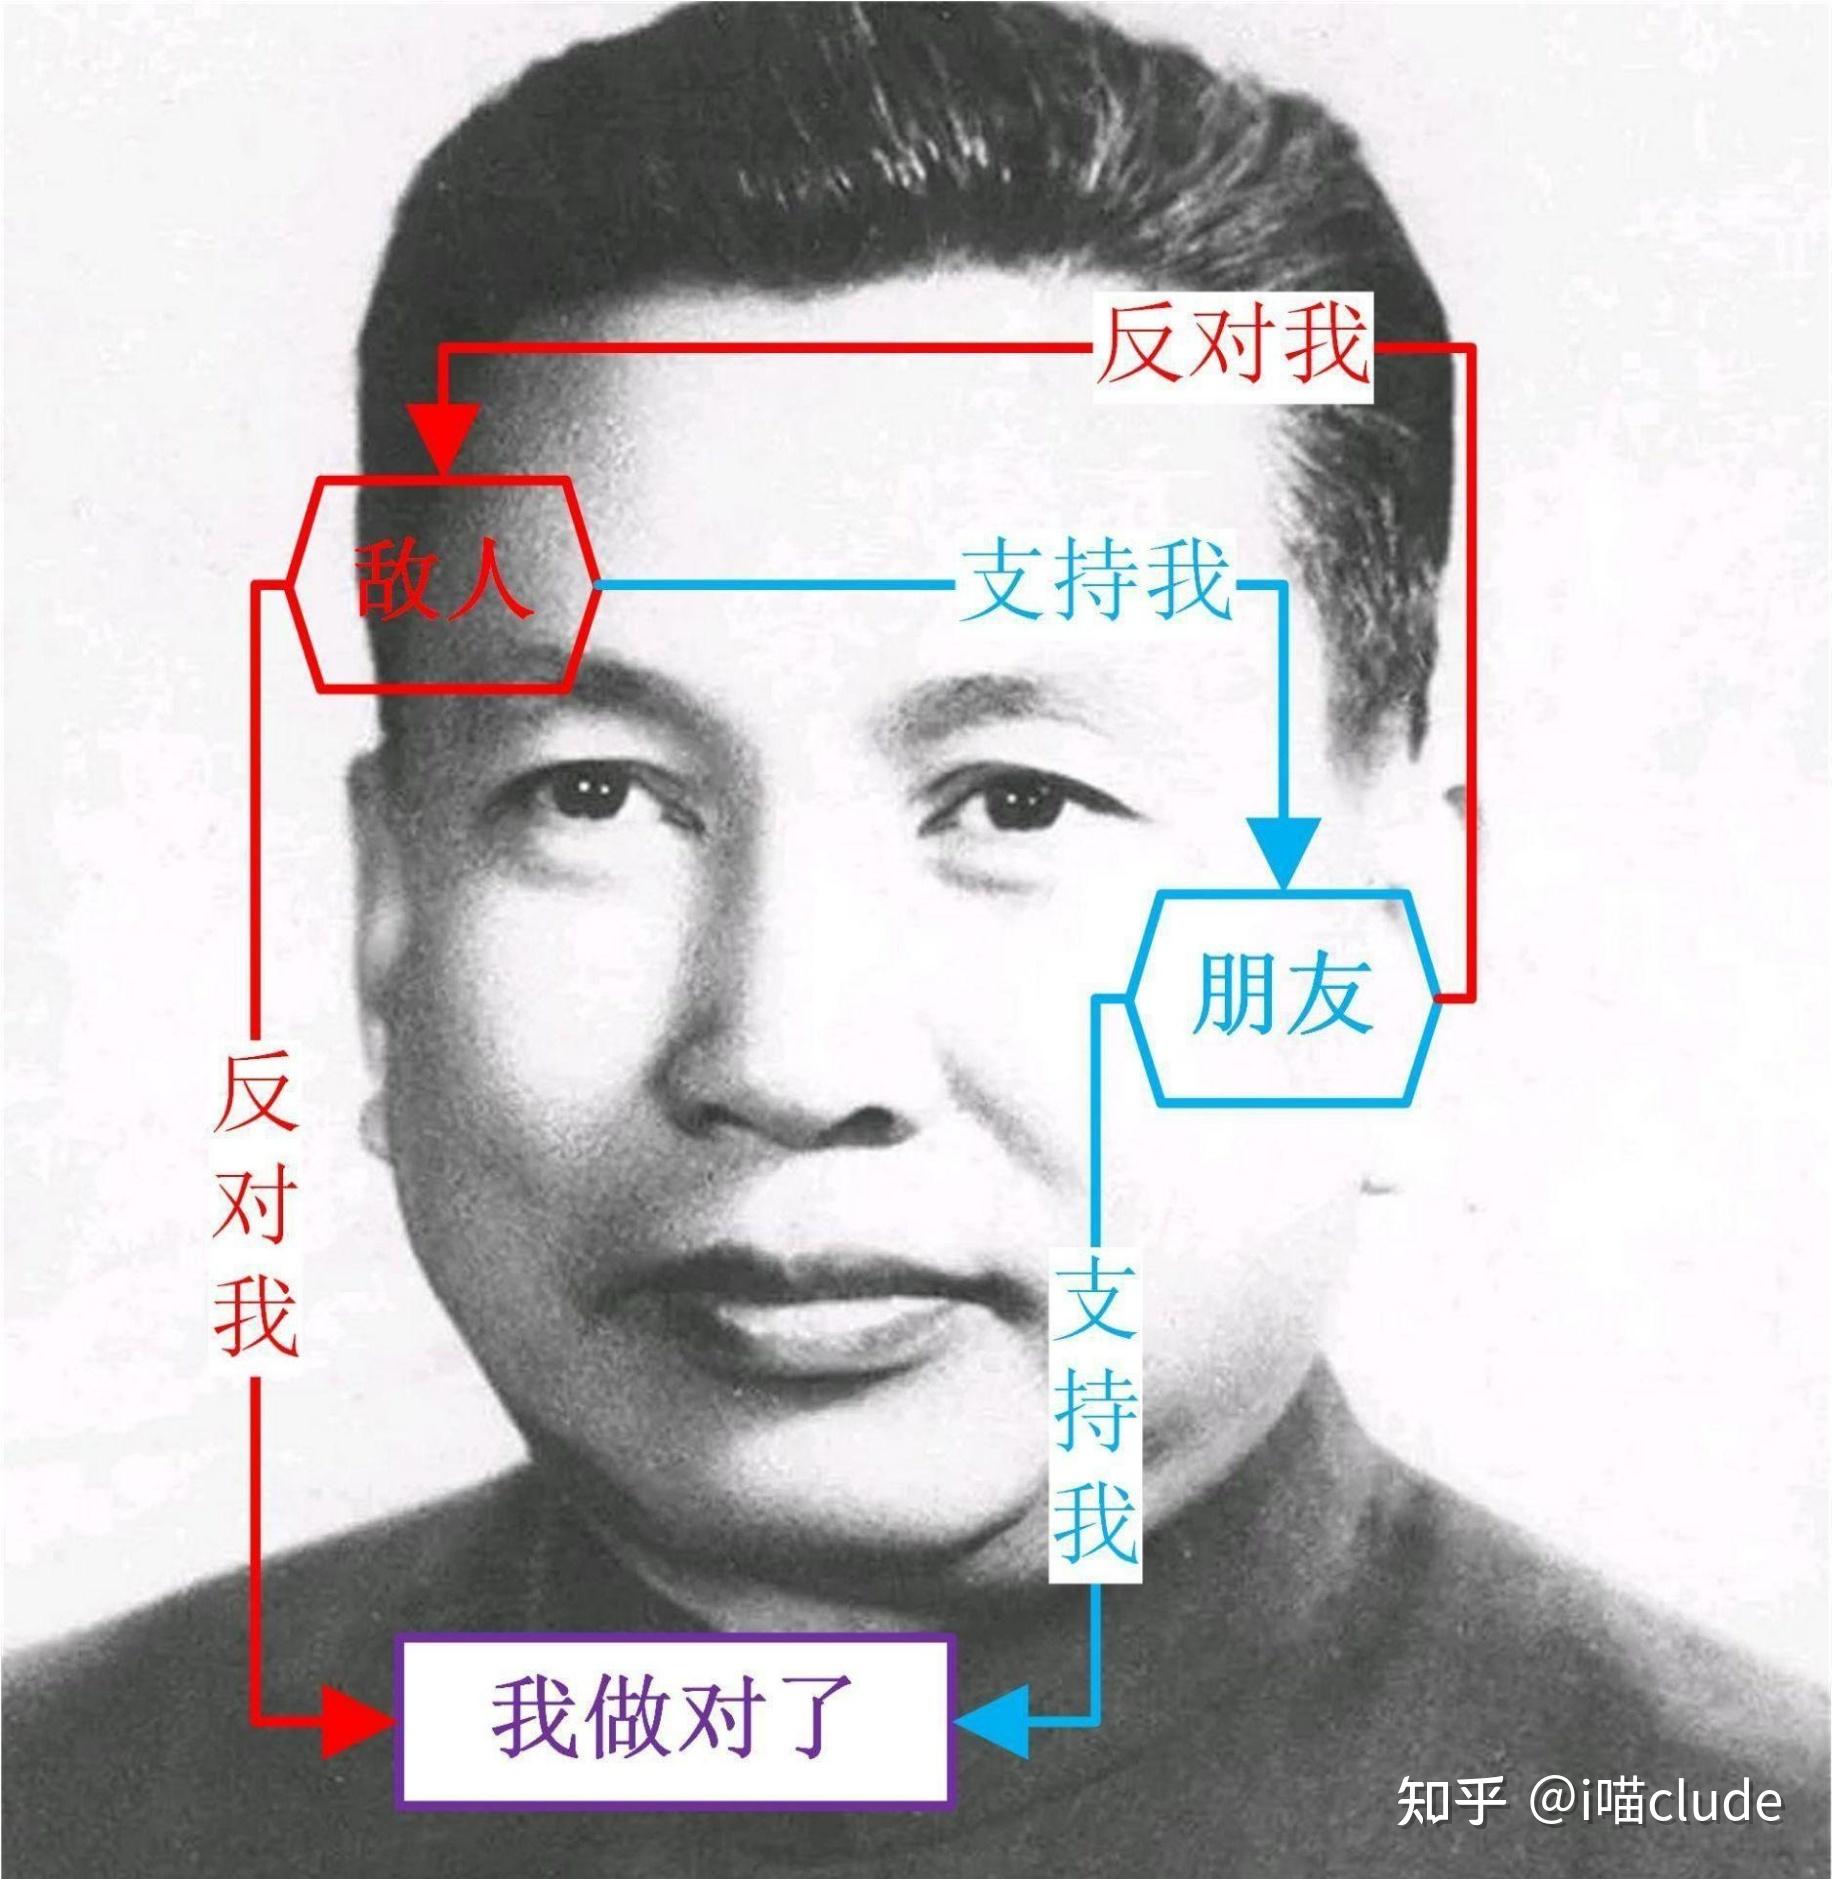 反对我
敌人
支持我
朋友
反对我
支持我
我做对了
知乎 @i喵clude